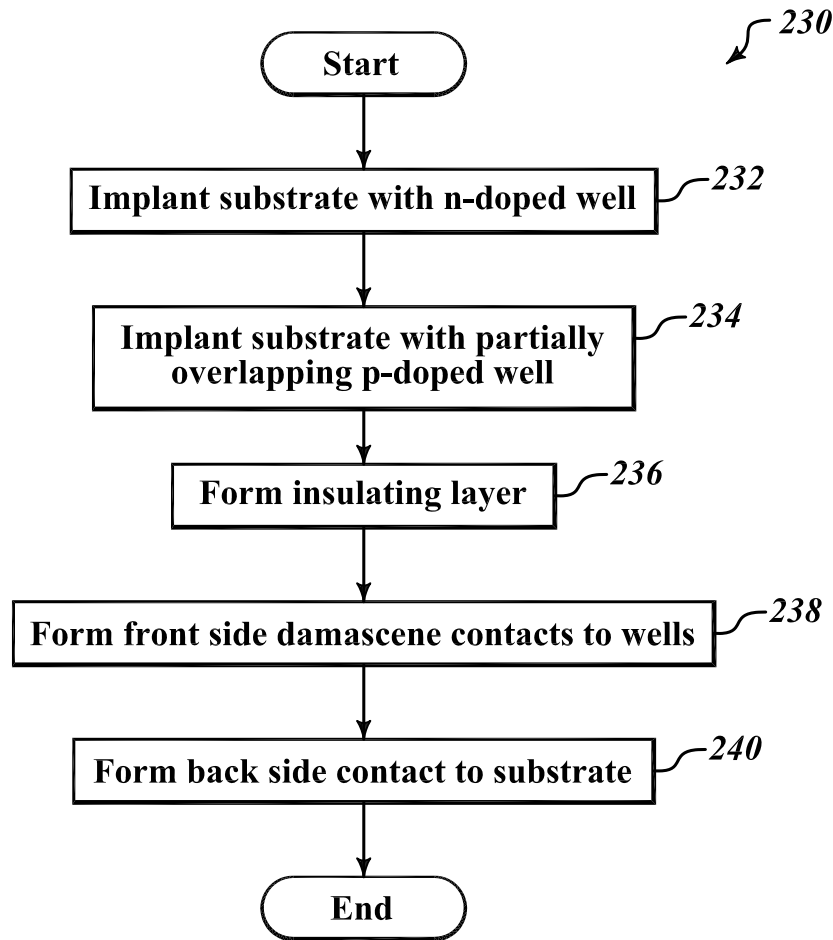 230
Start
Implant substrate with n-doped well
232
Implant substrate with partially
overlapping p-doped well
234
Form insulating layer
236
Form front side damascene contacts to wells
238
Form back side contact to substrate
240
End